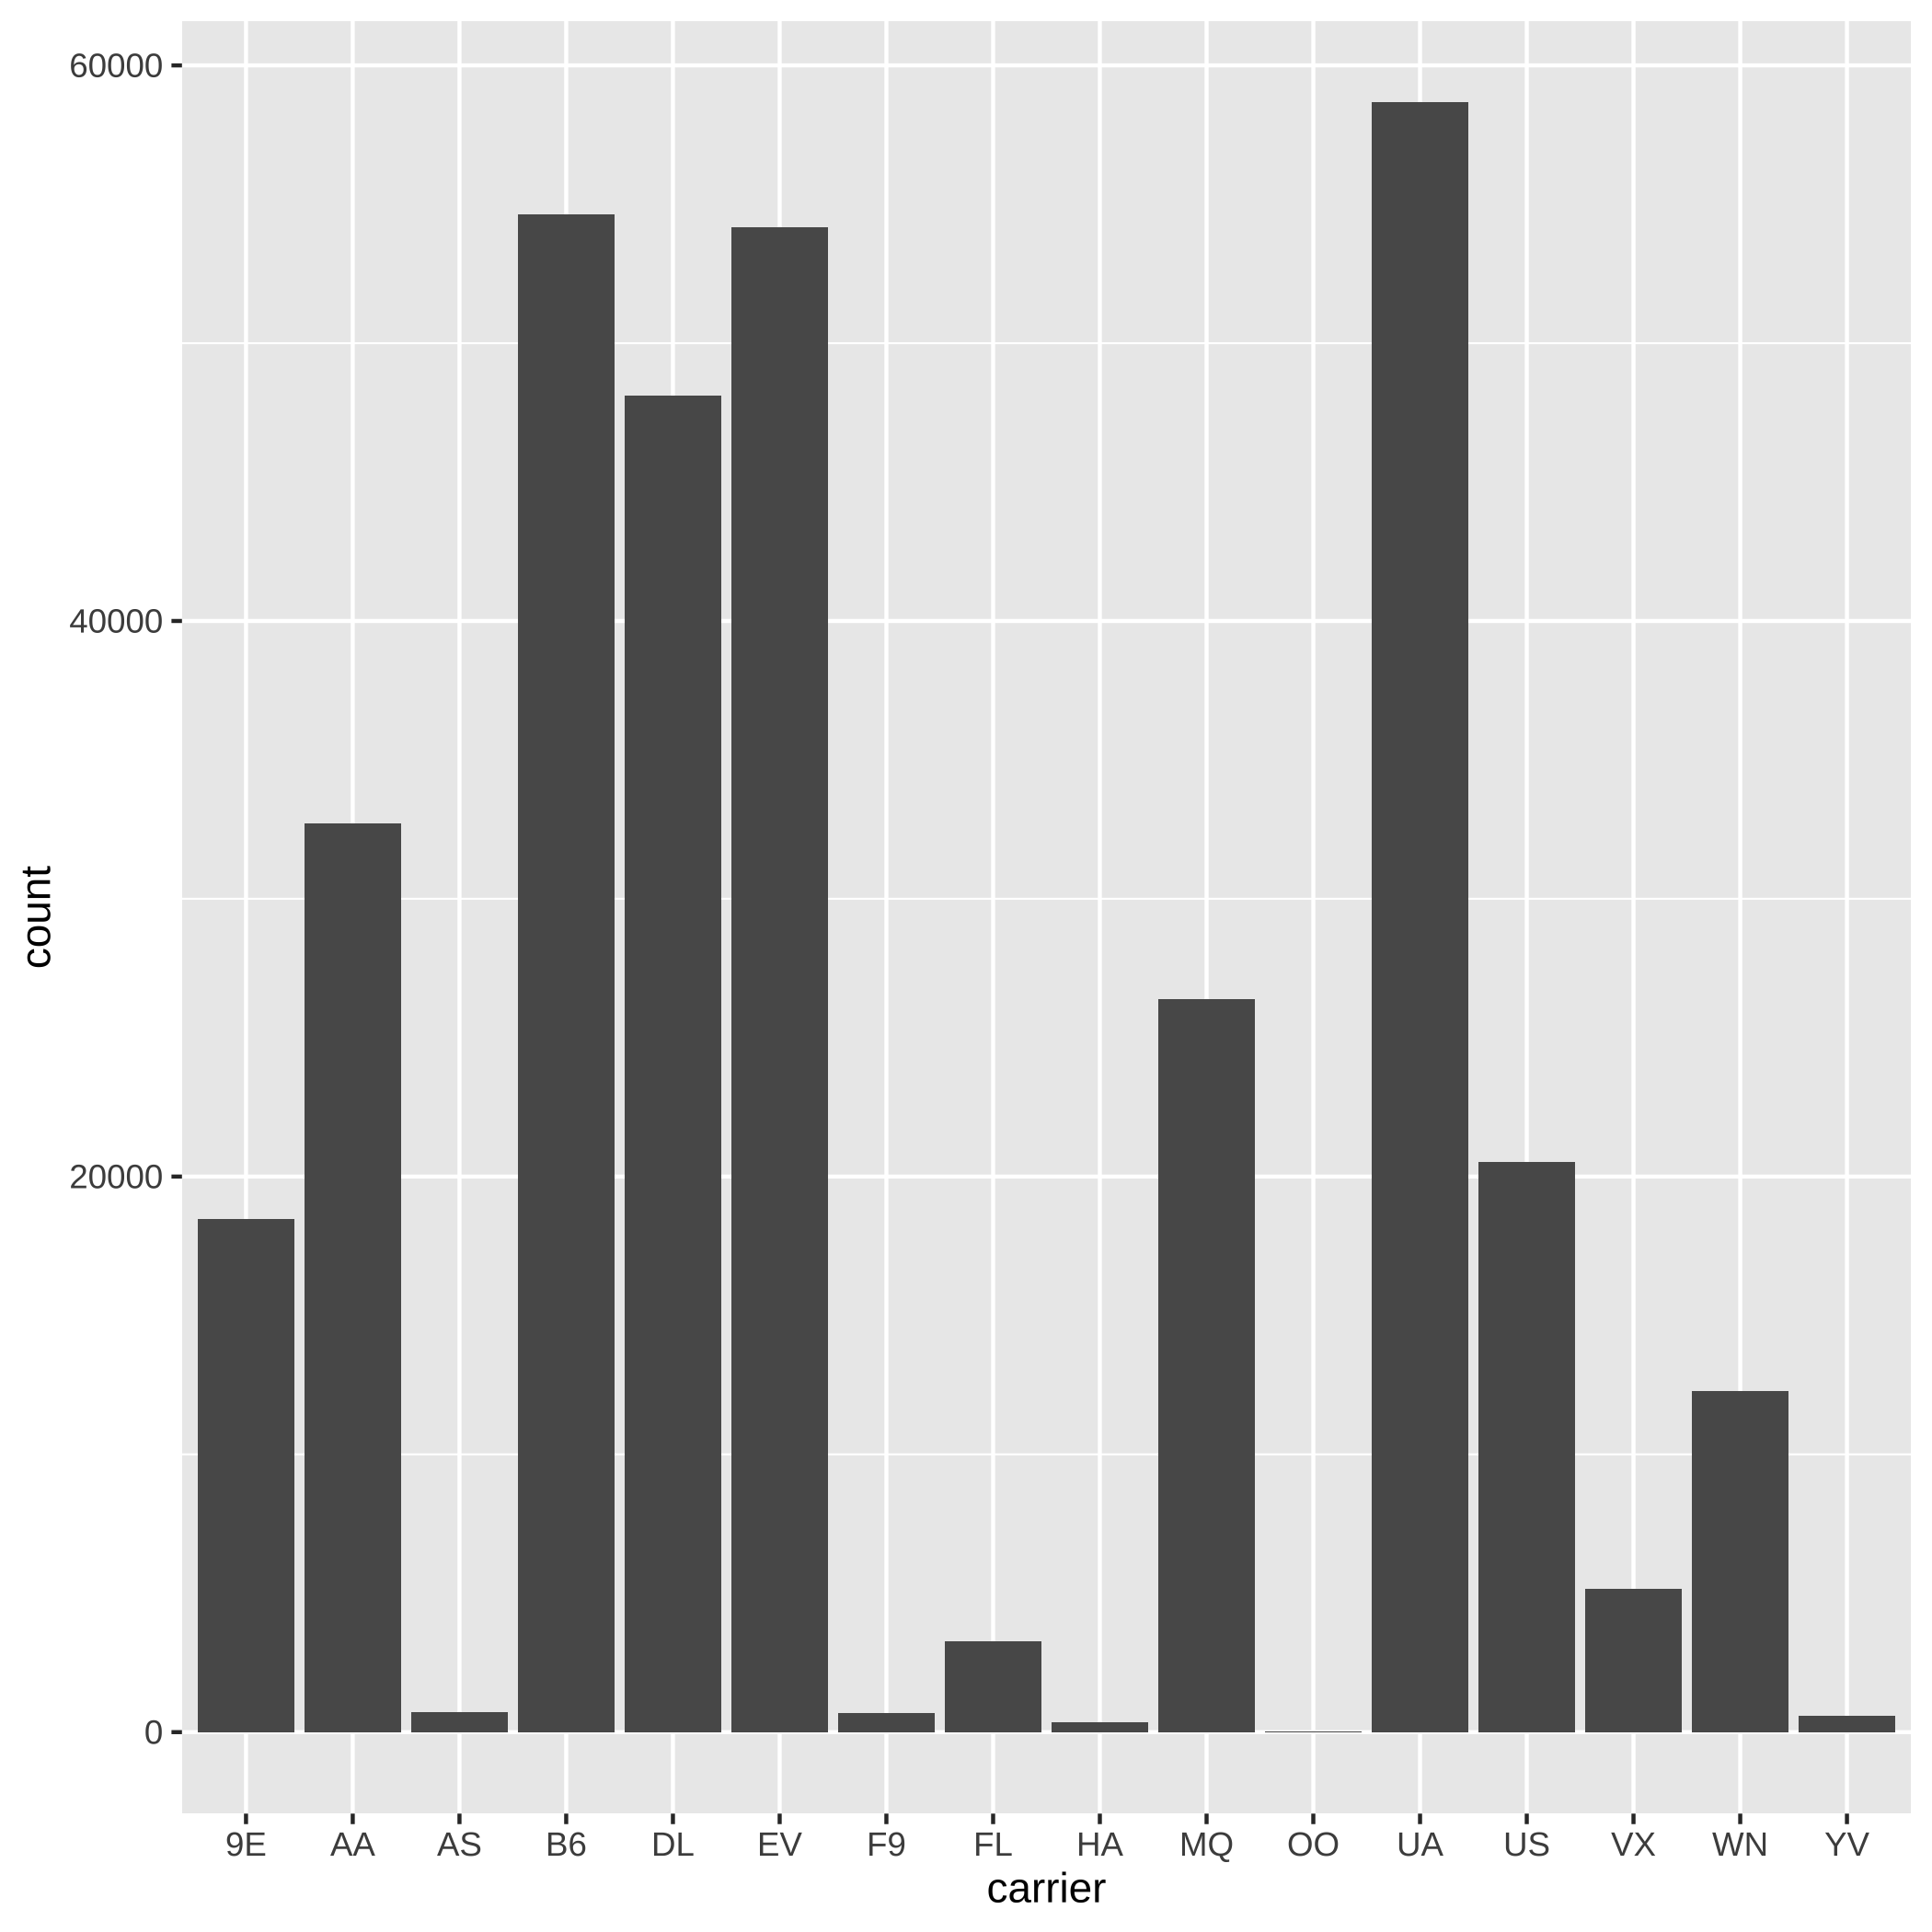 60000
40000
20000
0
count
9E AA AS B6 DL EV F9 FL HA MQ OO UA US VX WN YV
carrier